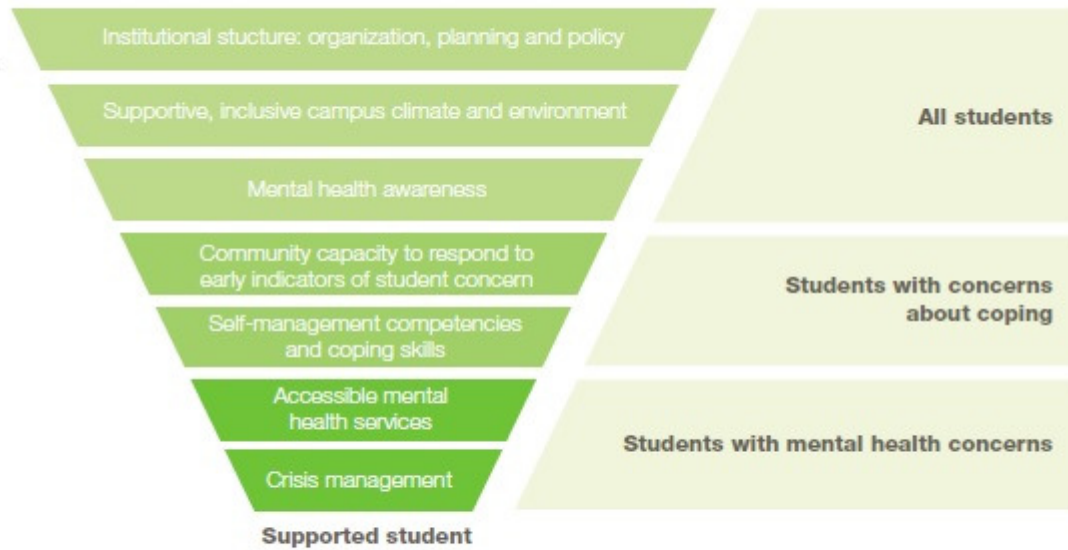 Institutional stucture: organization, planning and policy
Supportive, inclusive campus climate and environment
All students
Mental health awareness
Community capacity to respond to
early indicators of student concern
Students with concerns
about coping
Self-management competencies
and coping skills
Accessible mental
health services
Students with mental health concerns
Crisis management
Supported student